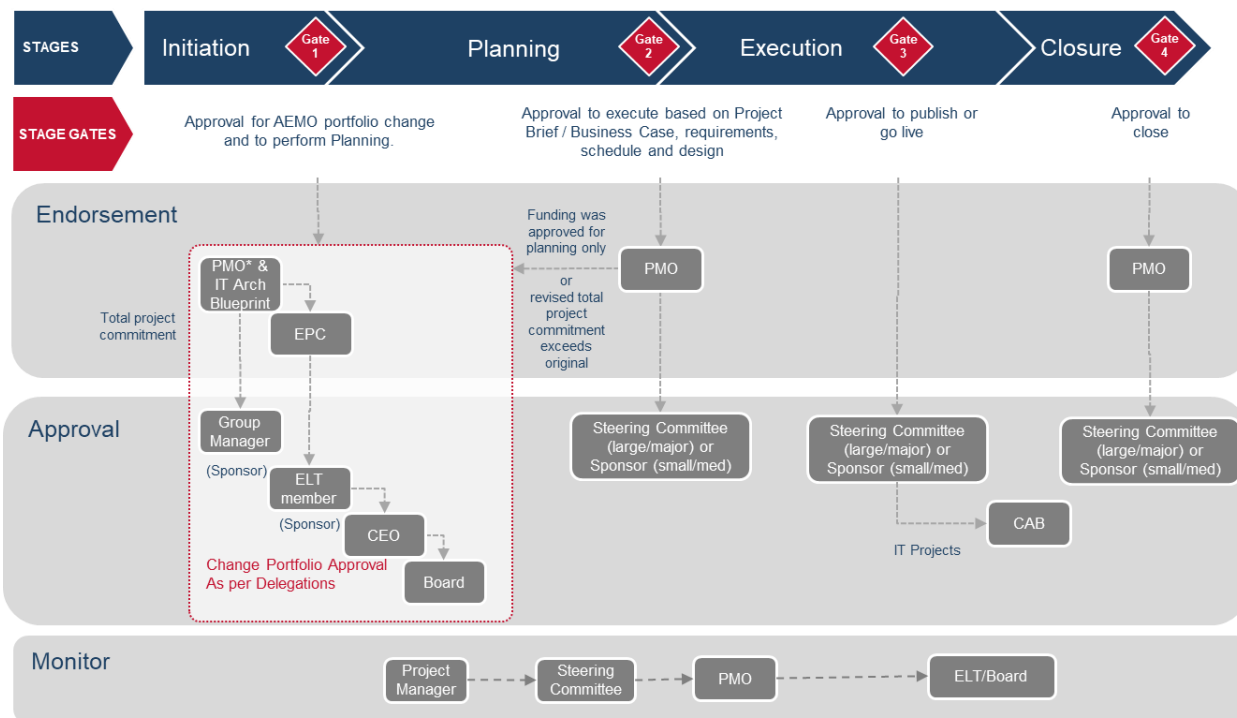 STAGES
Initiation
Gate
1
Planning
Gate
2
Execution
Gate
3
Closure
Gate
4
STAGE GATES
Approval for AEMO portfolio change
and to perform Planning.
Approval to execute based on Project
Brief / Business Case, requirements,
schedule and design
Approval to publish or
go live
Approval to
close
Endorsement
PMO* &
IT Arch
Blueprint
Total project
commitment
EPC
Funding was
approved for
planning only
or
revised total
project
commitment
exceeds
original
PMO
PMO
Approval
Group
Manager
(Sponsor)
ELT
member
(Sponsor)
CEO
Board
Change Portfolio Approval
As per Delegations
Steering Committee
(large/major) or
Sponsor (small/med)
Steering Committee
(large/major) or
Sponsor (small/med)
IT Projects
CAB
Steering Committee
(large/major) or
Sponsor (small/med)
Monitor
Project
Manager
Steering
Committee
PMO
ELT/Board